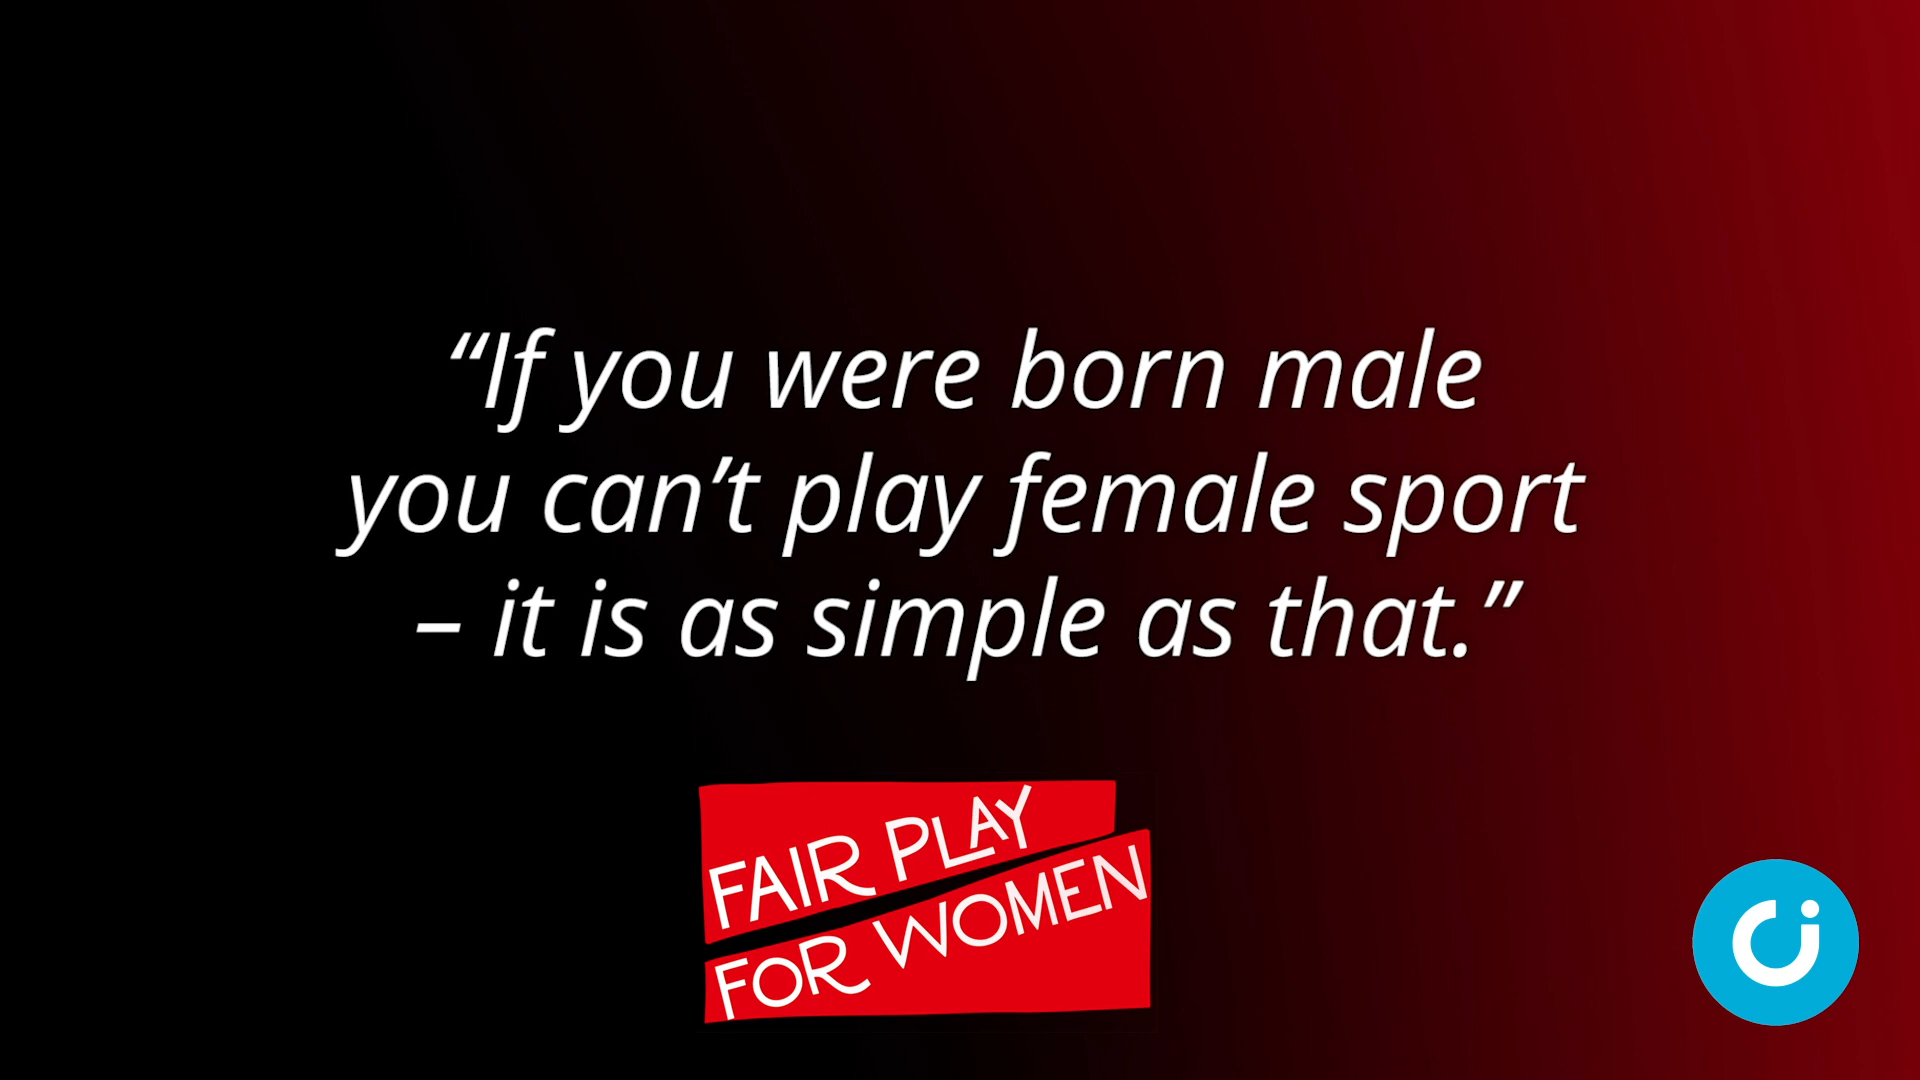 “If you were born male
you can’t play female sport
– it is as simple as that.”
FAIR PLAY
FOR WOMEN